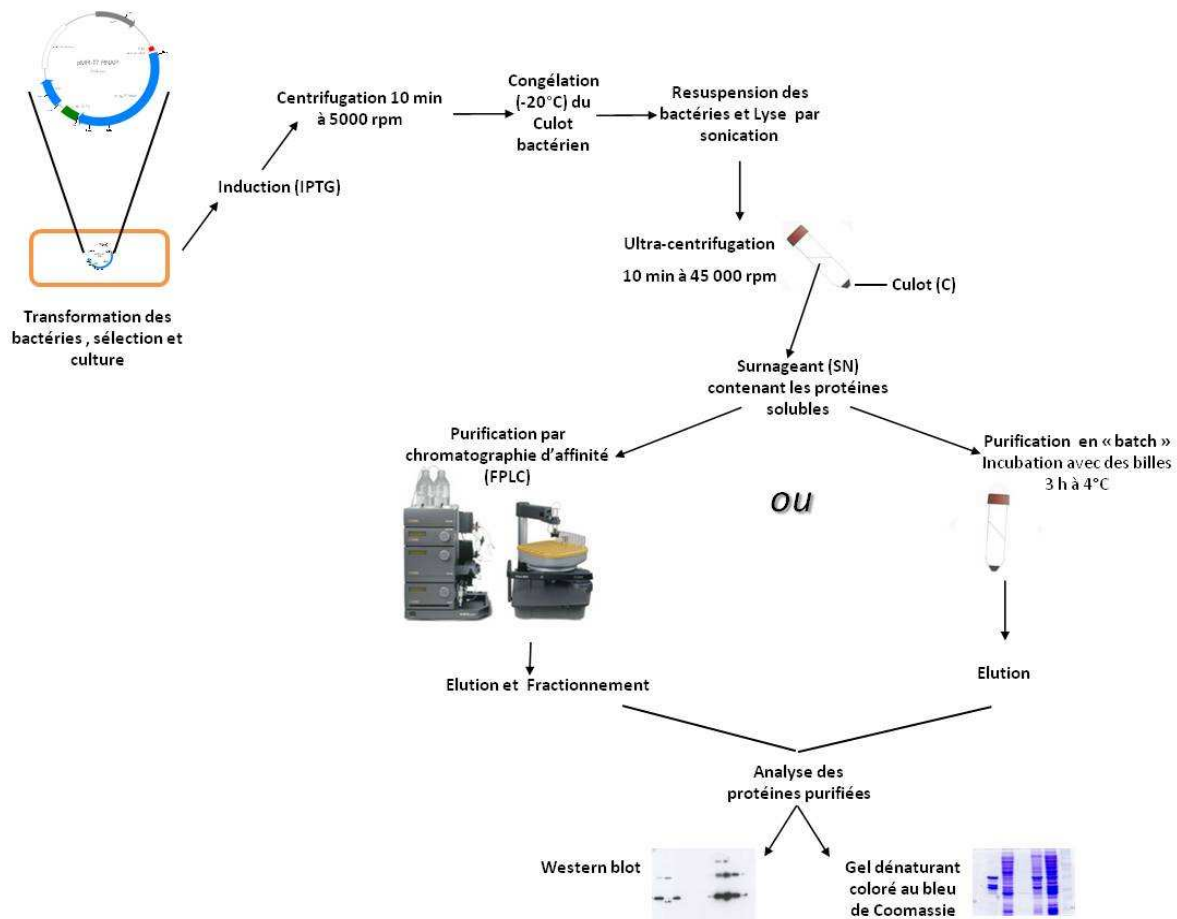 Centrifugation 10 min
à 5000 rpm
Congélation
(-20°C) du
Culot
bactérien
Resuspension des
bactéries et Lyse par
sonication
Induction (IPTG)
Ultra-centrifugation
10 min à 45 000 rpm
Culot (C)
Transformation des
bactéries , sélection et
culture
Surnageant (SN)
contenant les protéines
solubles
Purification par
chromatographie d'affinité
(FPLC)
ou
Purification en « batch »
Incubation avec des billes
3 h à 4°C
Elution et Fractionnement
Elution
Analyse des
protéines purifiées
Western blot
Gel dénaturant
coloré au bleu
de Coomassie